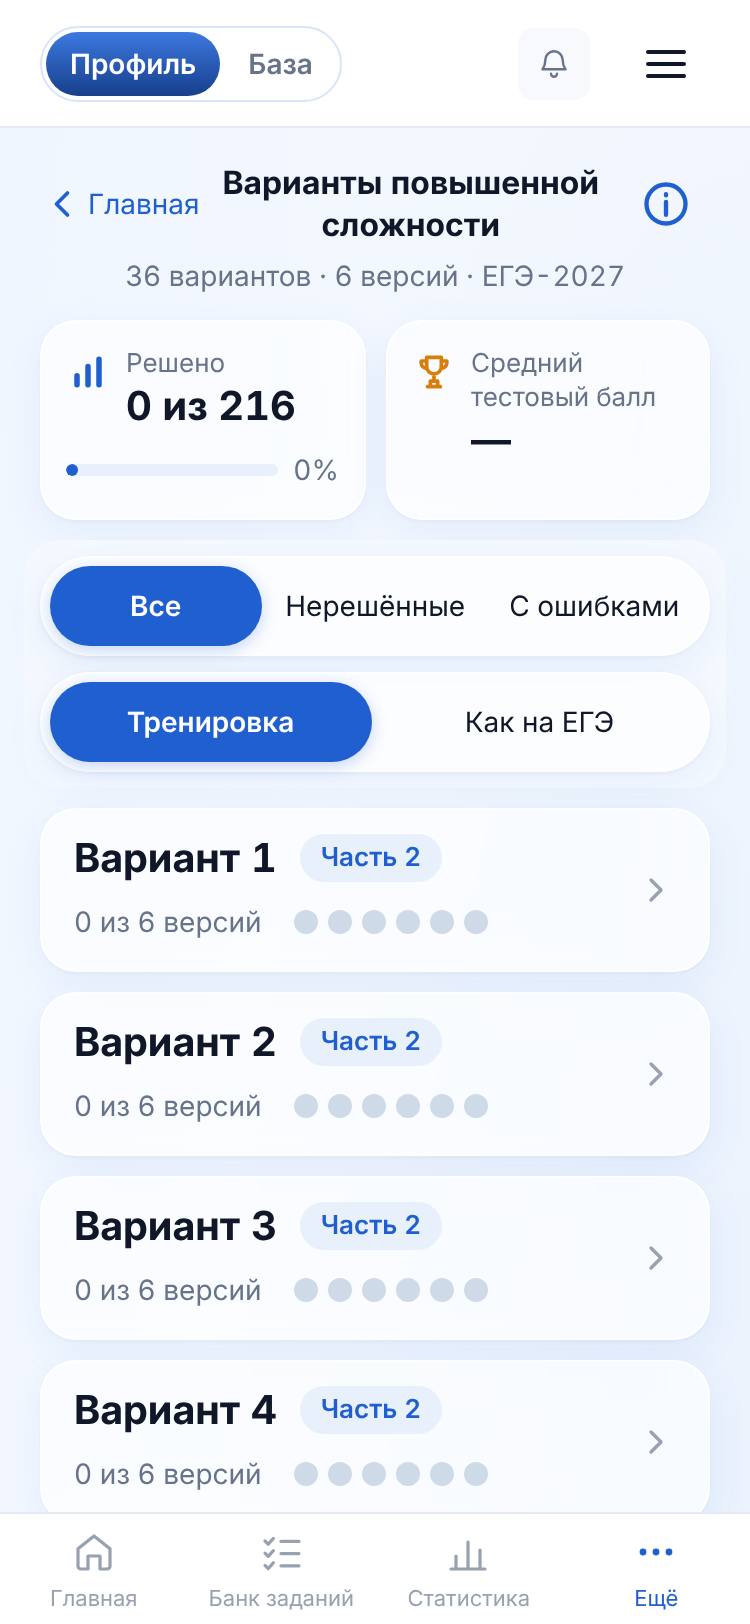 Профиль База
Главная
Варианты повышенной
сложности
36 вариантов · 6 версий · ЕГЭ-2027
Решено
0 из 216
0%
Средний
тестовый балл
—
Все Нерешённые С ошибками
Тренировка Как на ЕГЭ
Вариант 1 Часть 2
0 из 6 версий
Вариант 2 Часть 2
0 из 6 версий
Вариант 3 Часть 2
0 из 6 версий
Вариант 4 Часть 2
0 из 6 версий
Главная Банк заданий Статистика Ещё